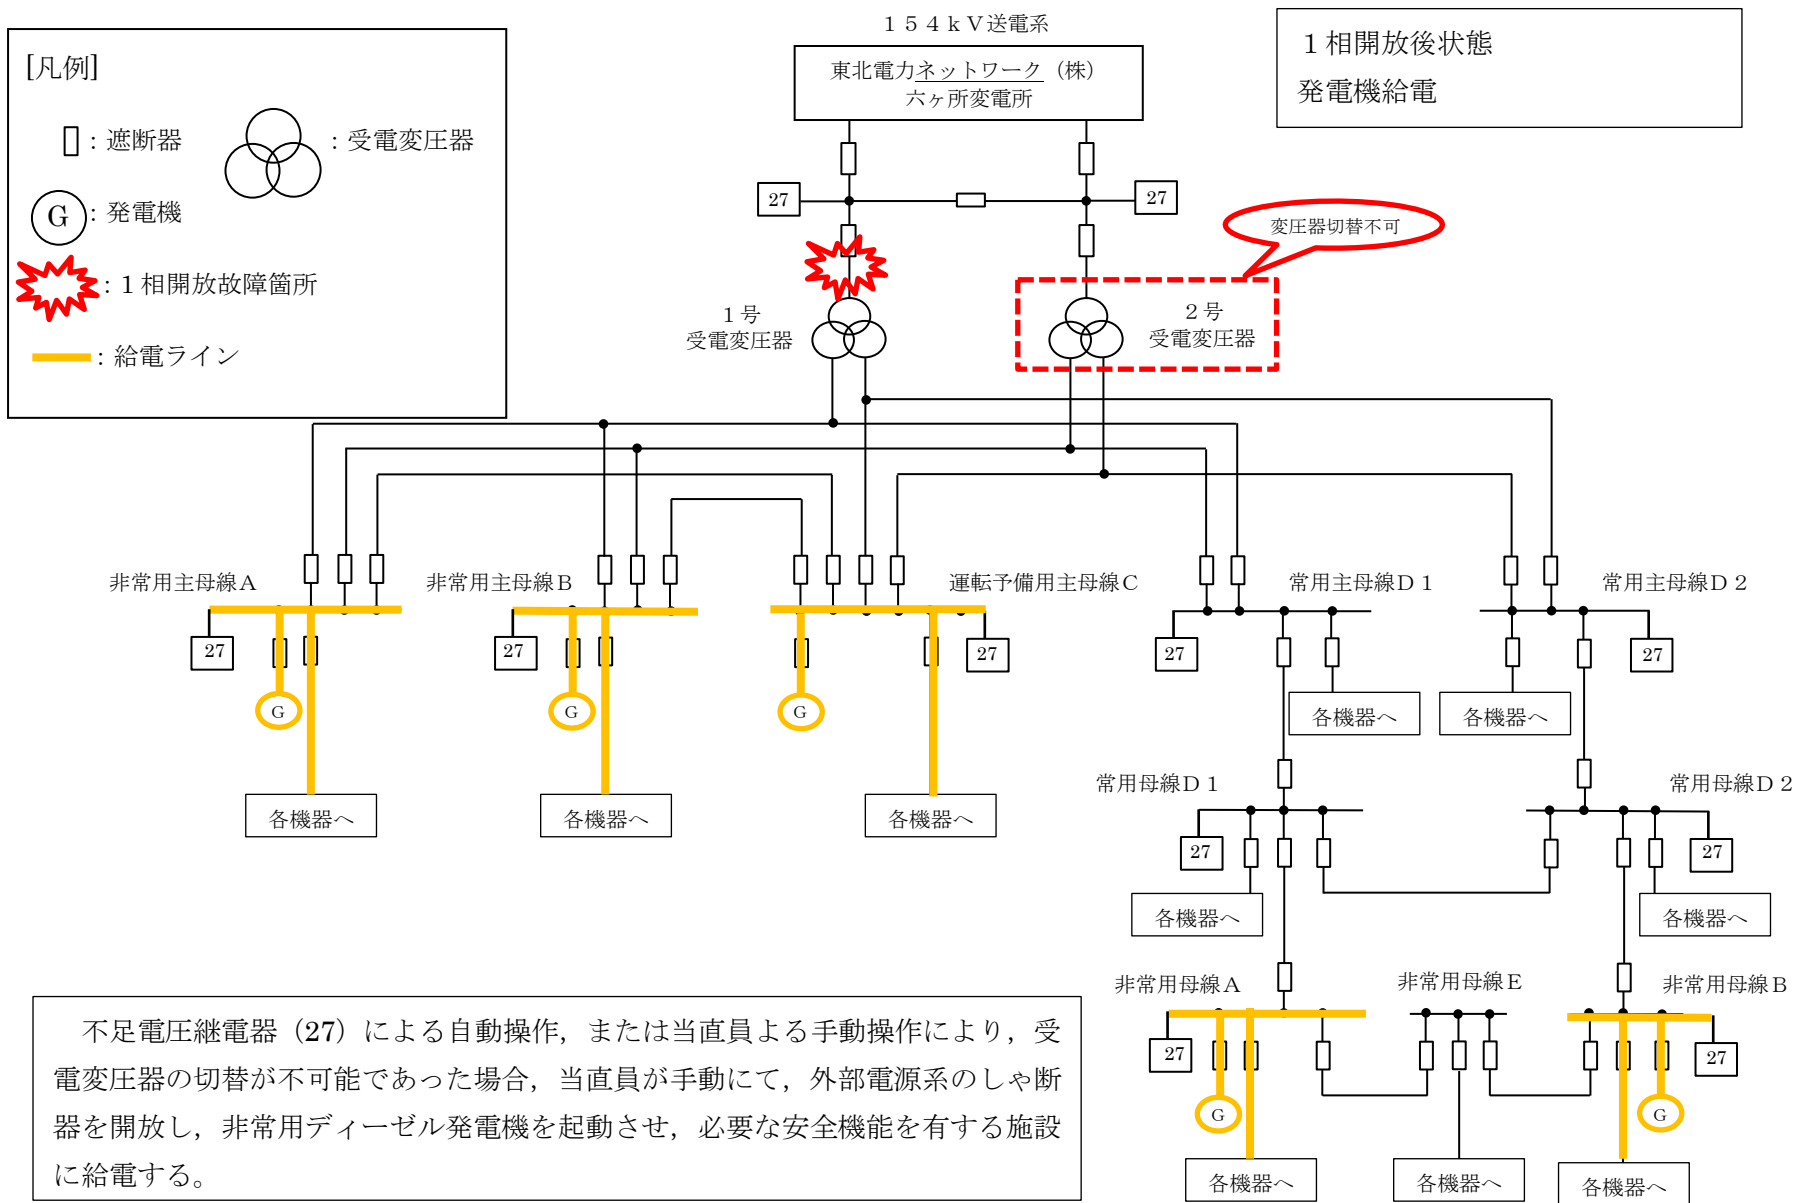 １５４ｋＶ送電系
東北電力ネットワーク（株）
六ヶ所変電所
１相開放後状態
発電機給電
[凡例]
：遮断器
：受電変圧器
G
：発電機
：１相開放故障箇所
：給電ライン
27
27
変圧器切替不可
１号
受電変圧器
２号
受電変圧器
非常用主母線Ａ
非常用主母線Ｂ
運転予備用主母線Ｃ
常用主母線Ｄ１
常用主母線Ｄ２
27
27
27
27
27
G
G
G
各機器へ
各機器へ
各機器へ
各機器へ
各機器へ
常用母線Ｄ１
常用母線Ｄ２
27
27
各機器へ
各機器へ
非常用母線Ａ
非常用母線Ｅ
非常用母線Ｂ
27
27
G
G
各機器へ
各機器へ
各機器へ
不足電圧継電器（27）による自動操作，または当直員よる手動操作により，受
電変圧器の切替が不可能であった場合，当直員が手動にて，外部電源系のしゃ断
器を開放し，非常用ディーゼル発電機を起動させ，必要な安全機能を有する施設
に給電する。